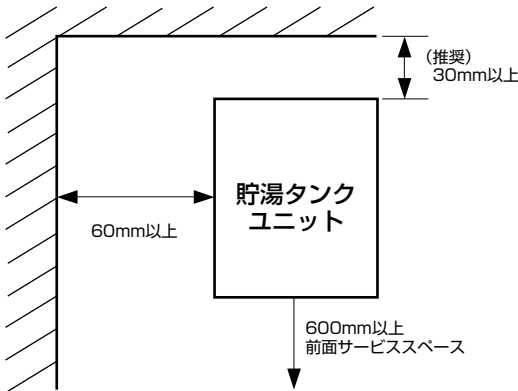 (推奨)
30mm以上
貯湯タンク
ユニット
60mm以上
600mm以上
前面サービススペース